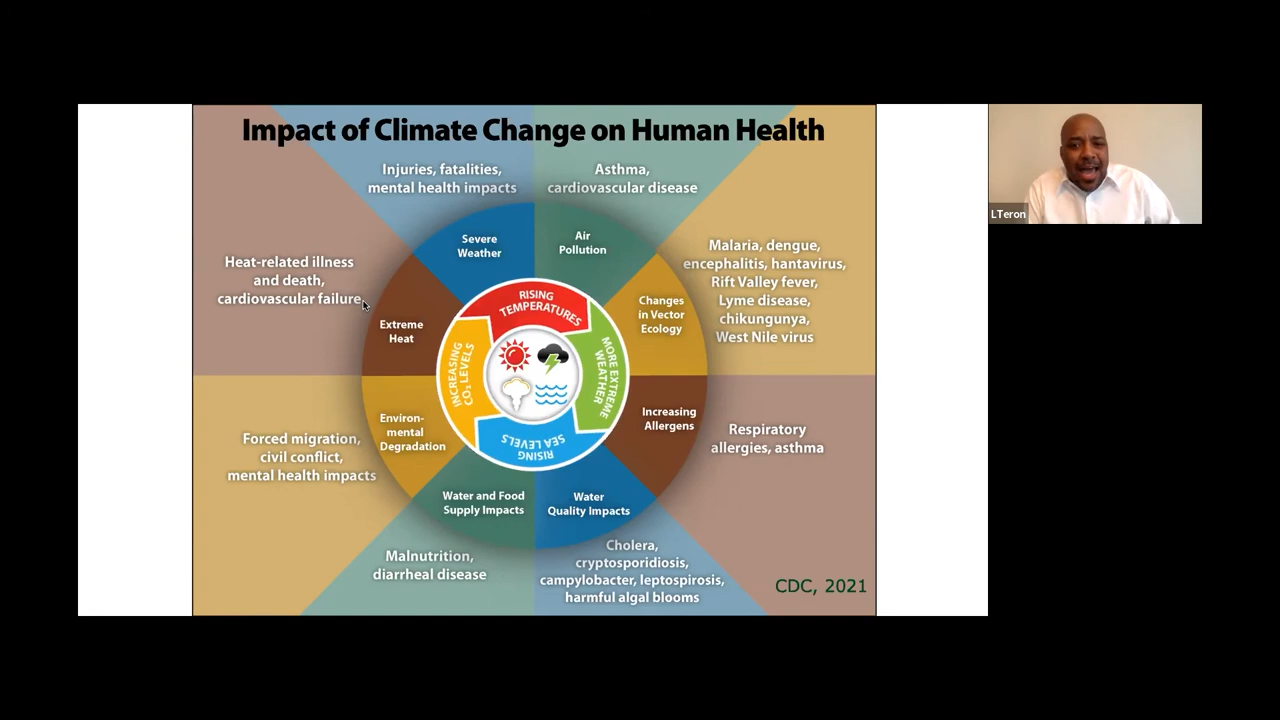 Impact of Climate Change on Human Health
Injuries, fatalities,
mental health impacts
Asthma,
cardiovascular disease
Severe
Weather
Air
Pollution
Heat-related illness
and death,
cardiovascular failure
Extreme
Heat
Changes
in Vector
Ecology
Malaria, dengue,
encephalitis, hantavirus,
Rift Valley fever,
Lyme disease,
chikungunya,
West Nile virus
RISING
TEMPERATURES
MORE EXTREME
WEATHER
RISING
SEA LEVELS
INCREASING
CO₂ LEVELS
Environ-
mental
Degradation
Increasing
Allergens
Forced migration,
civil conflict,
mental health impacts
Respiratory
allergies, asthma
Water and Food
Supply Impacts
Water
Quality Impacts
Malnutrition,
diarrheal disease
Cholera,
cryptosporidiosis,
campylobacter, leptospirosis,
harmful algal blooms
CDC, 2021
LTeron